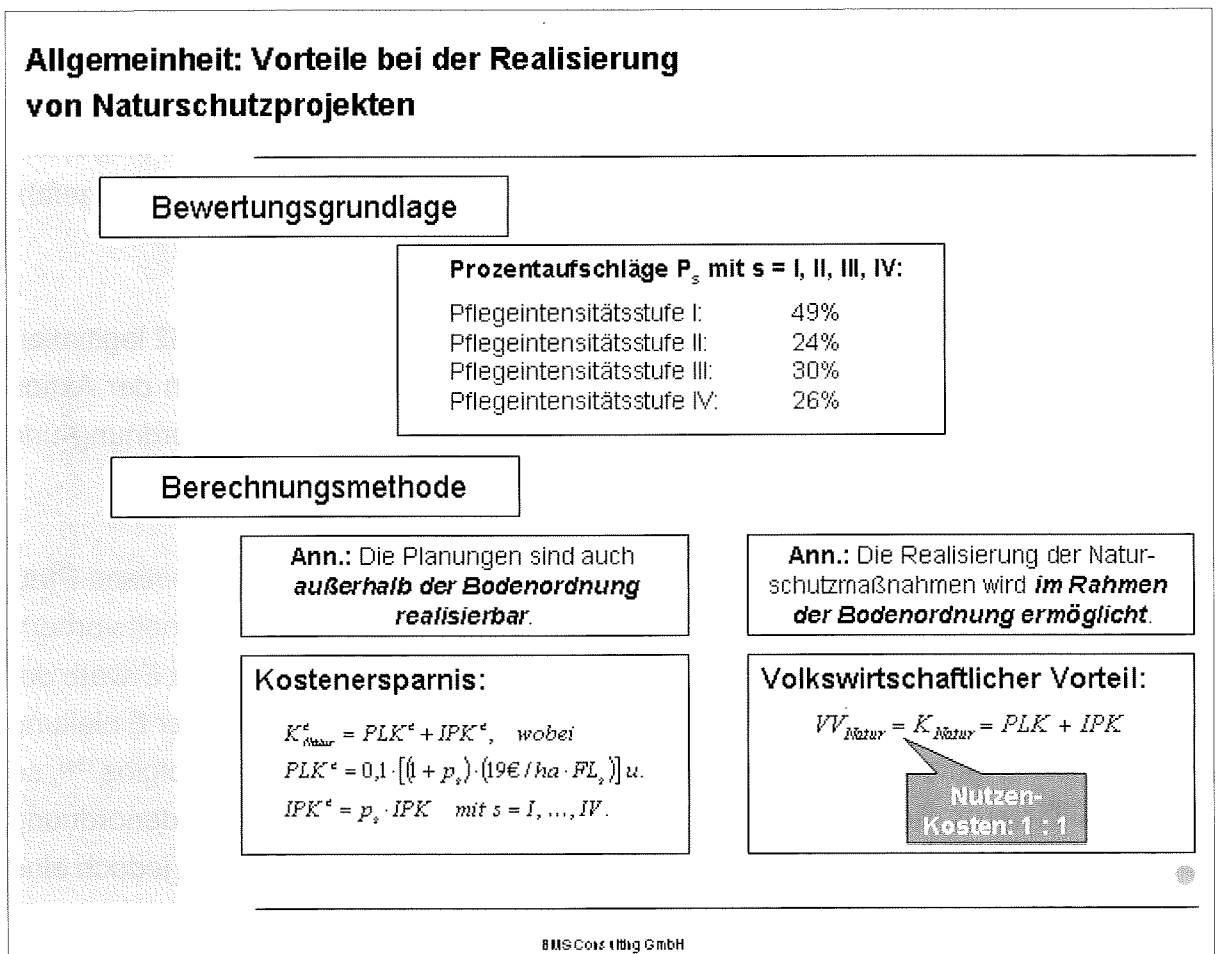 Allgemeinheit: Vorteile bei der Realisierung
von Naturschutzprojekten
Bewertungsgrundlage
Prozentaufschläge P_s mit s = I, II, III, IV:
Pflegeintensitätsstufe I: 49%
Pflegeintensitätsstufe II: 24%
Pflegeintensitätsstufe III: 30%
Pflegeintensitätsstufe IV: 26%
Berechnungsmethode
Ann.: Die Planungen sind auch
außerhalb der Bodenordnung
realisierbar.
Ann.: Die Realisierung der Natur-
schutzmaßnahmen wird im Rahmen
der Bodenordnung ermöglicht.
Kostenersparnis:
K^e_Natur = PLK^e + IPK^e, wobei
PLK^e = 0,1 · [(1 + p_s) · (19€/ha · FL_s)] u.
IPK^e = p_s · IPK mit s = I, ..., IV.
Volkswirtschaftlicher Vorteil:
VV_Natur = K_Natur = PLK + IPK
Nutzen-
Kosten: 1 : 1
BMS Consulting GmbH